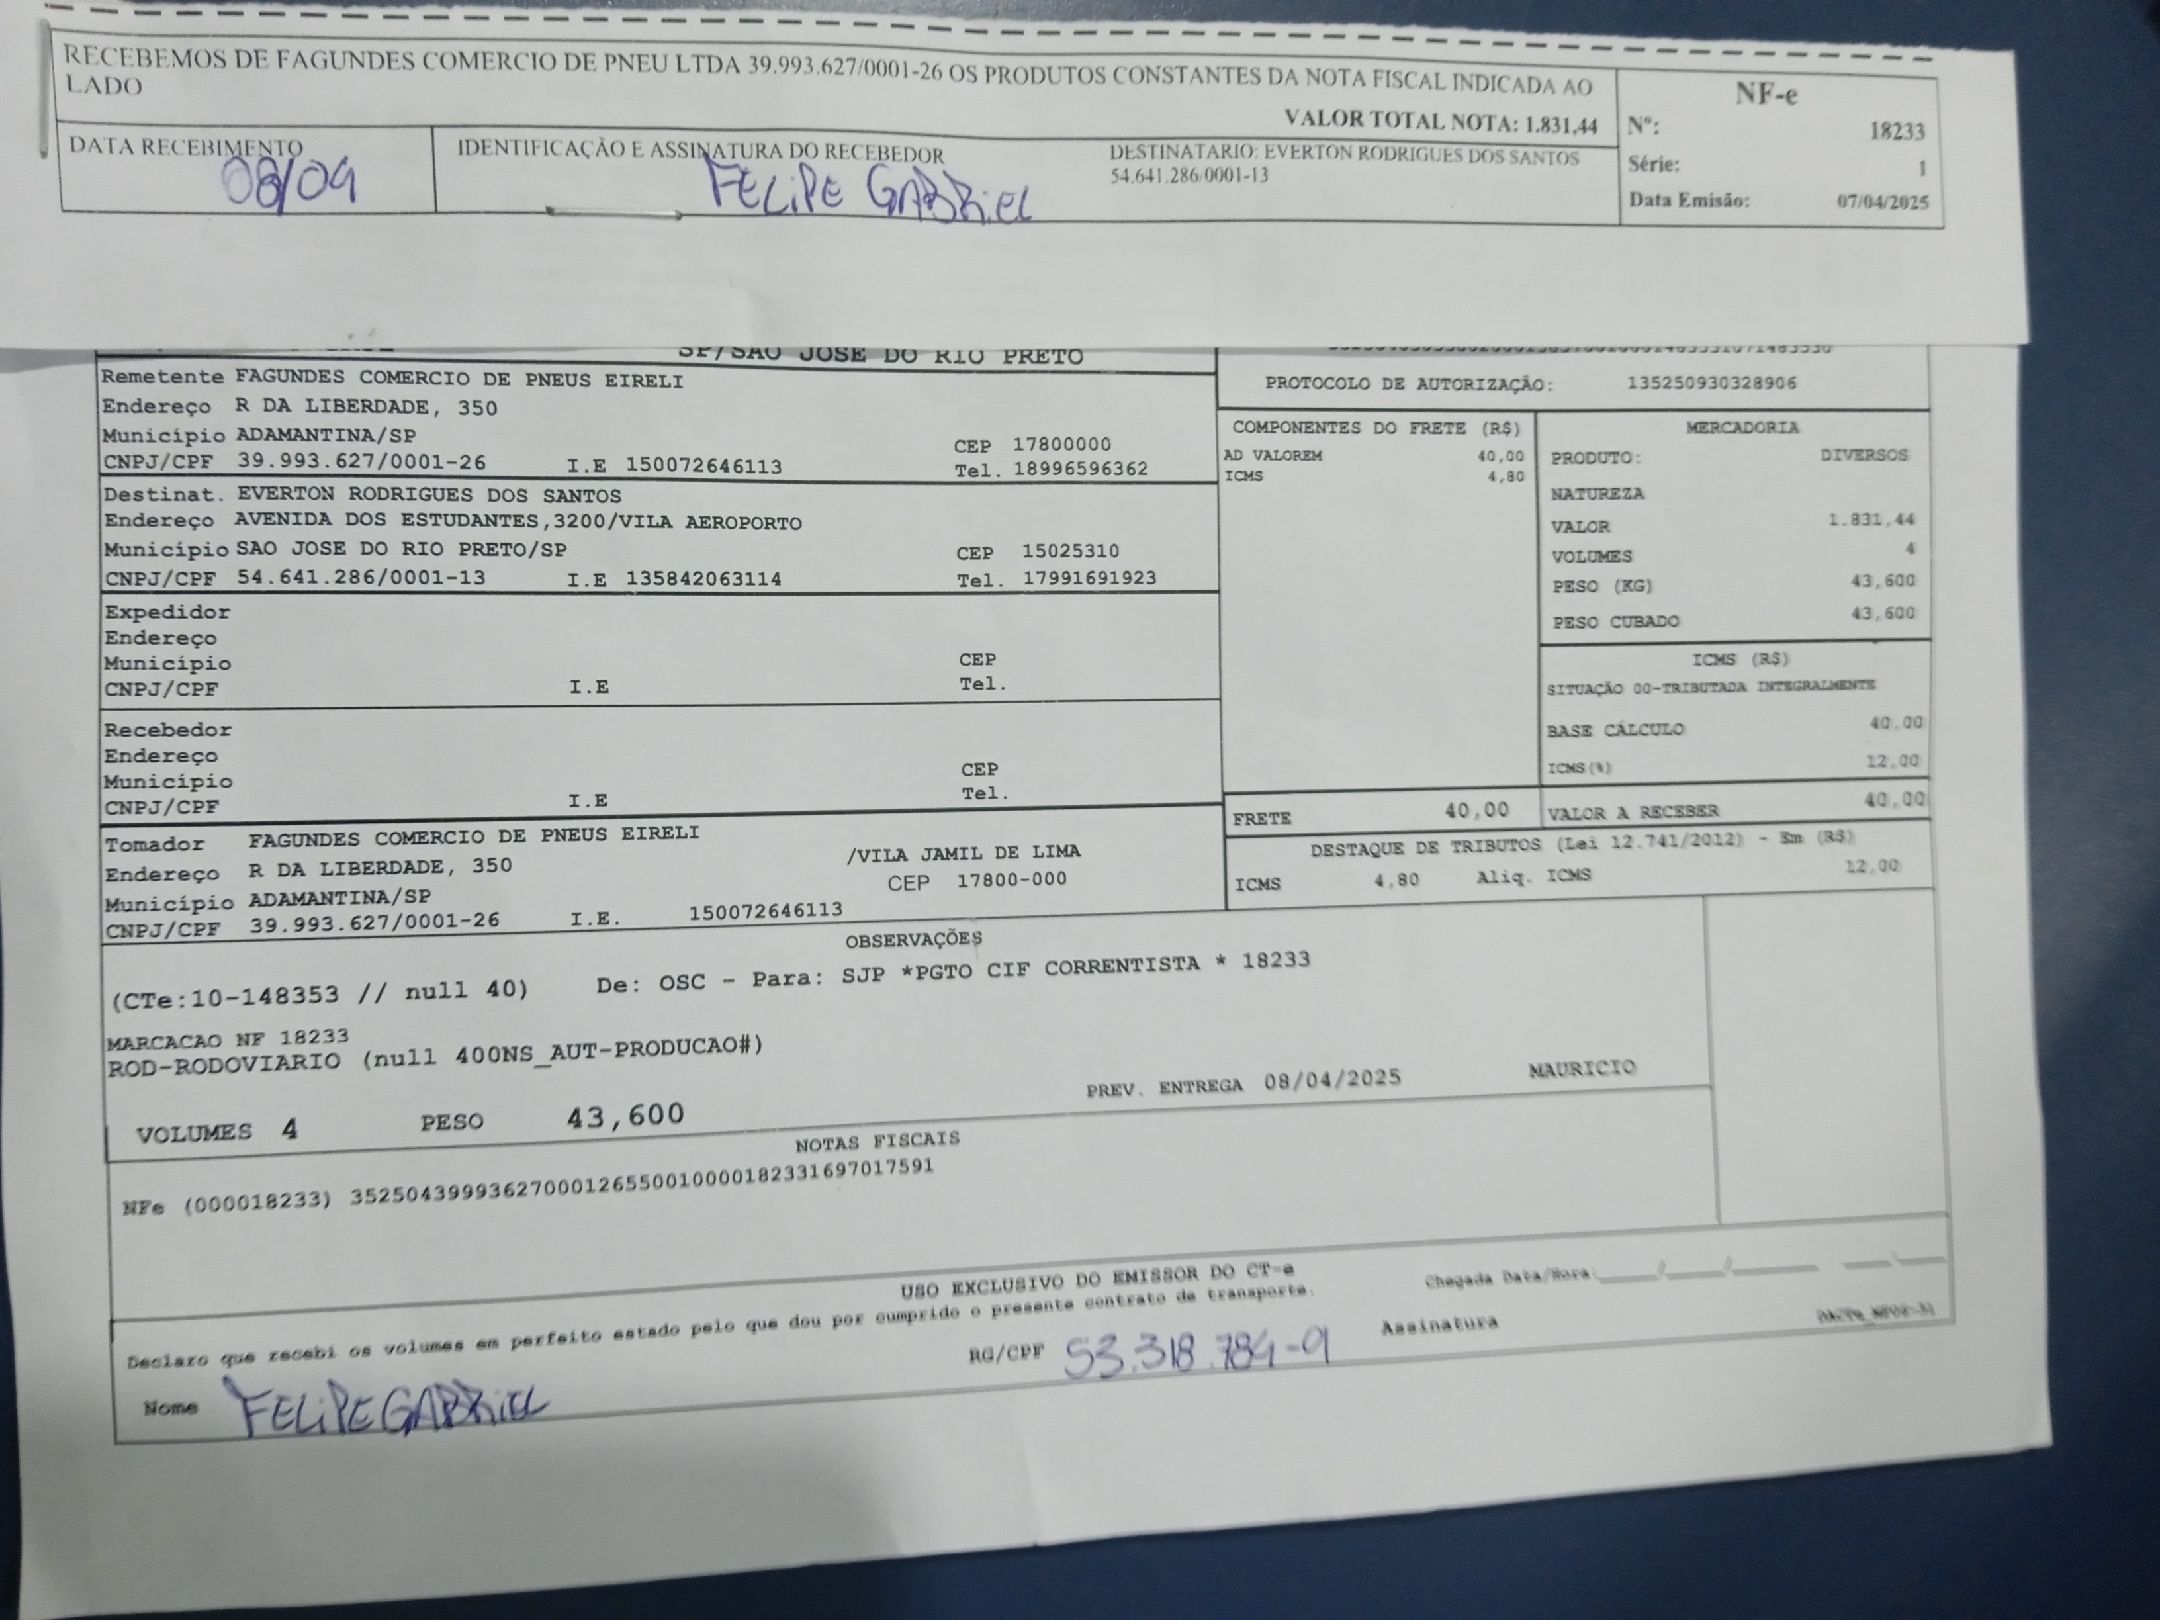 RECEBEMOS DE FAGUNDES COMERCIO DE PNEU LTDA 39.993.627/0001-26 OS PRODUTOS CONSTANTES DA NOTA FISCAL INDICADA AO
LADO
VALOR TOTAL NOTA: 1.831,44
DATA RECEBIMENTO
08/04
IDENTIFICAÇÃO E ASSINATURA DO RECEBEDOR
FELIPE GABRIEL
DESTINATARIO: EVERTON RODRIGUES DOS SANTOS
54.641.286/0001-13
NF-e
Nº: 18233
Série: 1
Data Emissão: 07/04/2025
SP/SAO JOSE DO RIO PRETO
Remetente FAGUNDES COMERCIO DE PNEUS EIRELI
Endereço R DA LIBERDADE, 350
Município ADAMANTINA/SP CEP 17800000
CNPJ/CPF 39.993.627/0001-26 I.E 150072646113 Tel. 18996596362
Destinat. EVERTON RODRIGUES DOS SANTOS
Endereço AVENIDA DOS ESTUDANTES,3200/VILA AEROPORTO
Município SAO JOSE DO RIO PRETO/SP CEP 15025310
CNPJ/CPF 54.641.286/0001-13 I.E 135842063114 Tel. 17991691923
Expedidor
Endereço
Município CEP
CNPJ/CPF I.E Tel.
Recebedor
Endereço
Município CEP
CNPJ/CPF I.E Tel.
Tomador FAGUNDES COMERCIO DE PNEUS EIRELI
Endereço R DA LIBERDADE, 350 /VILA JAMIL DE LIMA
Município ADAMANTINA/SP CEP 17800-000
CNPJ/CPF 39.993.627/0001-26 I.E. 150072646113
PROTOCOLO DE AUTORIZAÇÃO: 135250930328906
COMPONENTES DO FRETE (R$)
AD VALOREM 40,00
ICMS 4,80
MERCADORIA
PRODUTO: DIVERSOS
NATUREZA
VALOR 1.831,44
VOLUMES 4
PESO (KG) 43,600
PESO CUBADO 43,600
ICMS (R$)
SITUAÇÃO 00-TRIBUTADA INTEGRALMENTE
BASE CÁLCULO 40,00
ICMS(%) 12,00
FRETE 40,00 VALOR A RECEBER 40,00
DESTAQUE DE TRIBUTOS (Lei 12.741/2012) - Em (R$)
ICMS 4,80 Aliq. ICMS 12,00
OBSERVAÇÕES
(CTe:10-148353 // null 40) De: OSC - Para: SJP *PGTO CIF CORRENTISTA * 18233
MARCACAO NF 18233
ROD-RODOVIARIO (null 400NS_AUT-PRODUCAO#)
PREV. ENTREGA 08/04/2025 MAURICIO
VOLUMES 4 PESO 43,600
NOTAS FISCAIS
NFe (000018233) 35250439993627000126550010000182331697017591
USO EXCLUSIVO DO EMISSOR DO CT-e
Declaro que recebi os volumes em perfeito estado pelo que dou por cumprido o presente contrato de transporte.
Chegada Data/Hora:
Nome FELIPE GABRIEL
RG/CPF 53.318.784-9
Assinatura